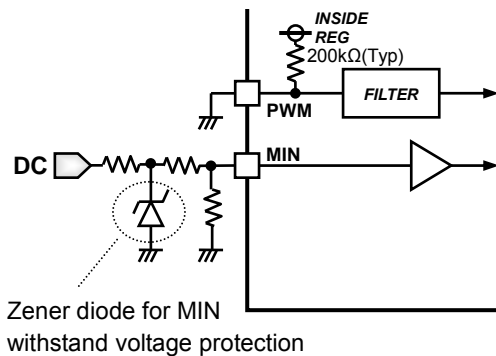 INSIDE
REG
200kΩ(Typ)
PWM
FILTER
DC
MIN
Zener diode for MIN
withstand voltage protection